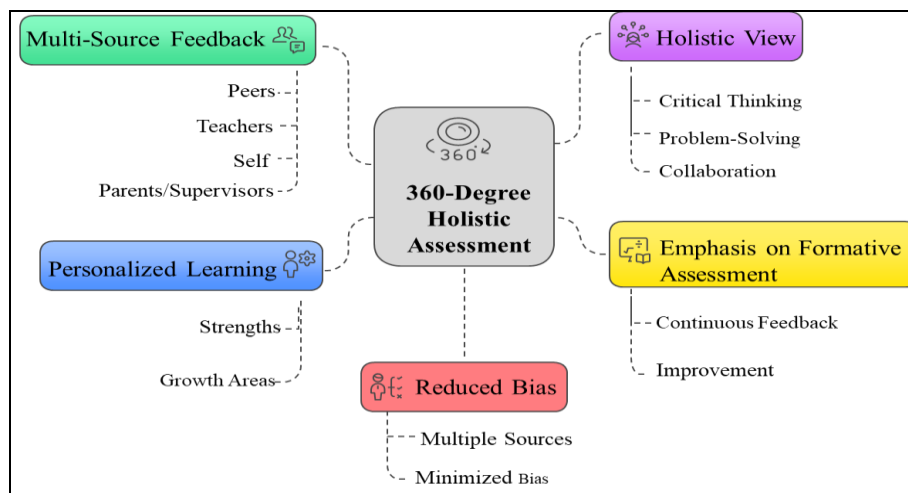 Multi-Source Feedback
Peers
Teachers
Self
Parents/Supervisors
Holistic View
Critical Thinking
Problem-Solving
Collaboration
360°
360-Degree
Holistic
Assessment
Personalized Learning
Strengths
Growth Areas
Emphasis on Formative
Assessment
Continuous Feedback
Improvement
Reduced Bias
Multiple Sources
Minimized Bias